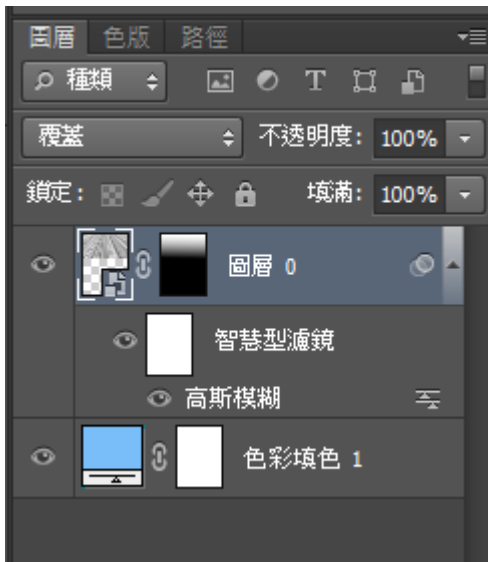 圖層 色版 路徑
種類 T
覆蓋 不透明度: 100%
鎖定: 填滿: 100%
圖層 0
智慧型濾鏡
高斯模糊
色彩填色 1